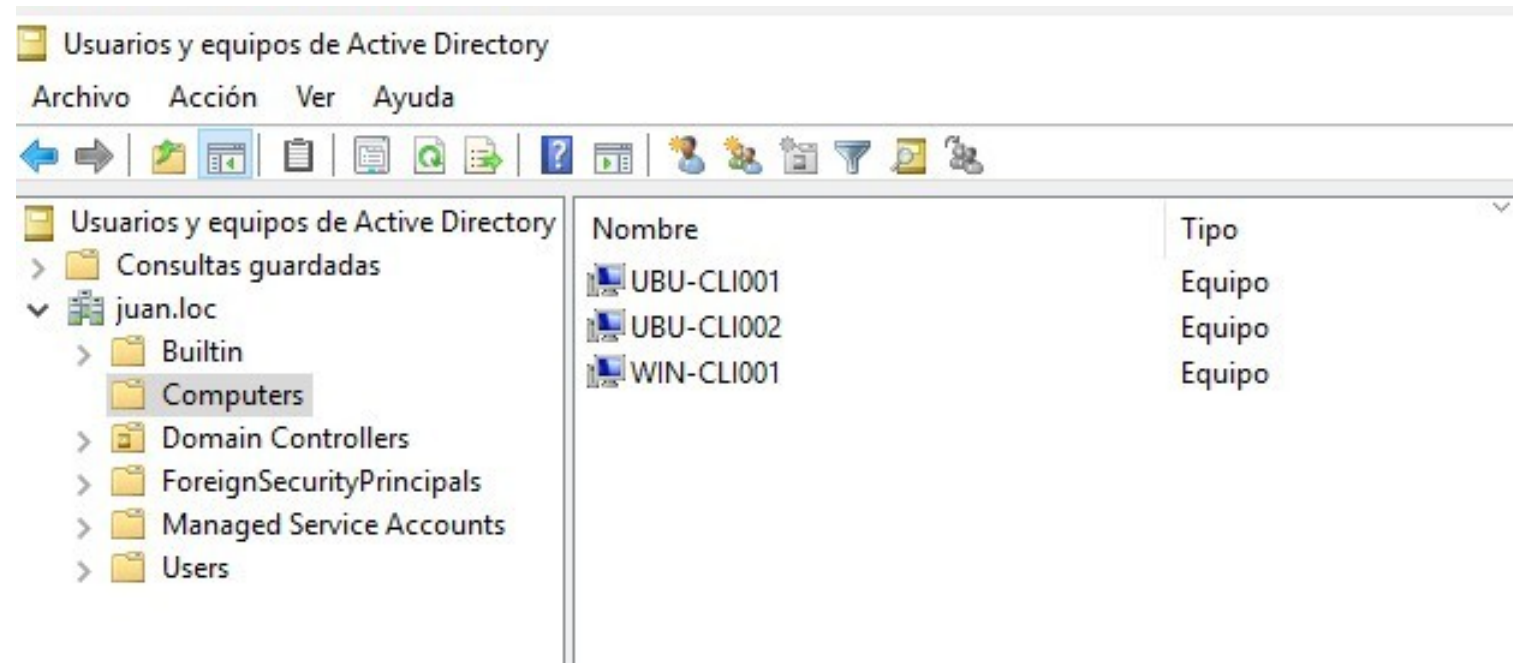 Usuarios y equipos de Active Directory
Archivo Acción Ver Ayuda
Usuarios y equipos de Active Directory
Consultas guardadas
juan.loc
Builtin
Computers
Domain Controllers
ForeignSecurityPrincipals
Managed Service Accounts
Users
Nombre Tipo
UBU-CLI001 Equipo
UBU-CLI002 Equipo
WIN-CLI001 Equipo